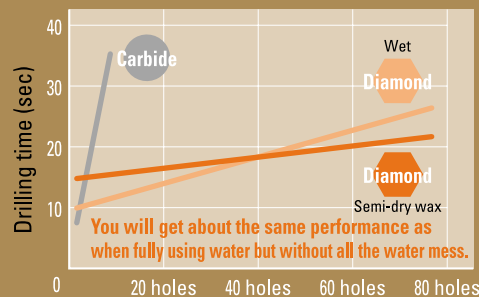 40
30
20
10
0
Drilling time (sec)
Carbide
Wet
Diamond
Diamond
Semi-dry wax
You will get about the same performance as
when fully using water but without all the water mess.
20 holes
40 holes
60 holes
80 holes